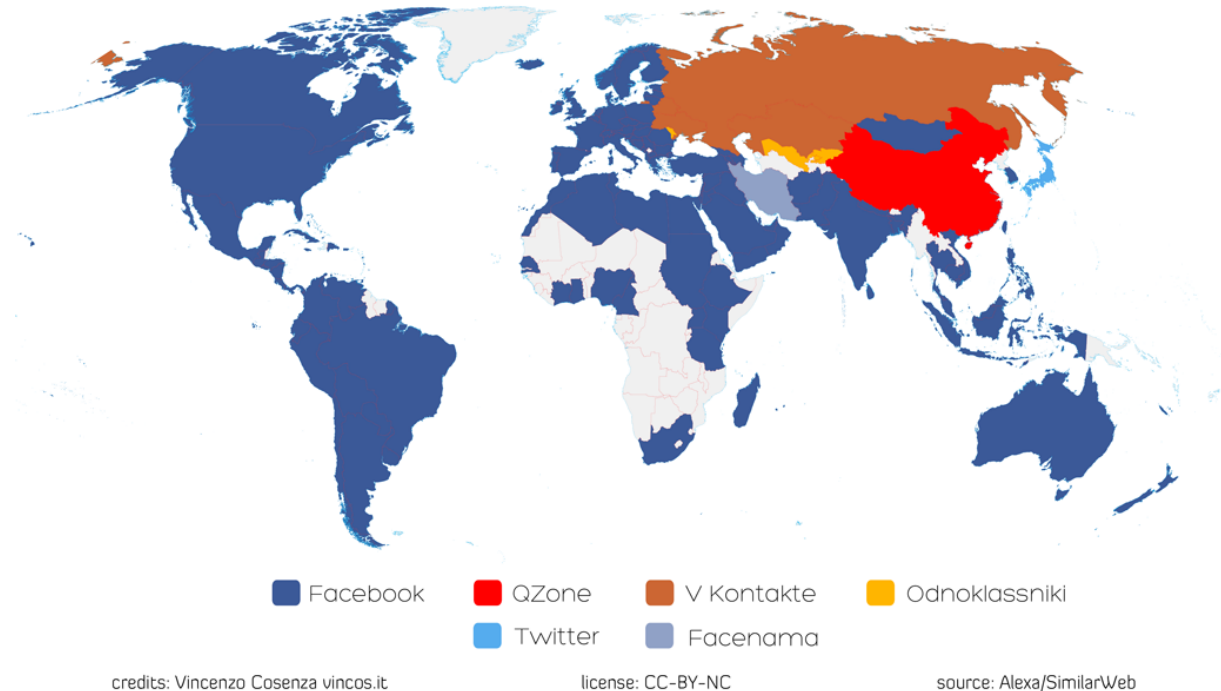 Facebook QZone V Kontakte Odnoklassniki
Twitter Facenama
credits: Vincenzo Cosenza vincos.it license: CC-BY-NC source: Alexa/SimilarWeb